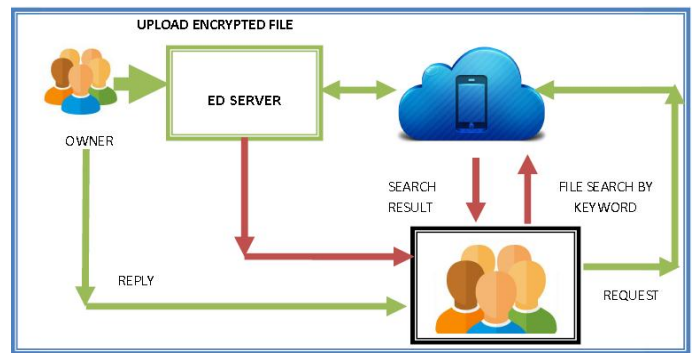 UPLOAD ENCRYPTED FILE
ED SERVER
OWNER
SEARCH
RESULT
FILE SEARCH BY
KEYWORD
REPLY
REQUEST